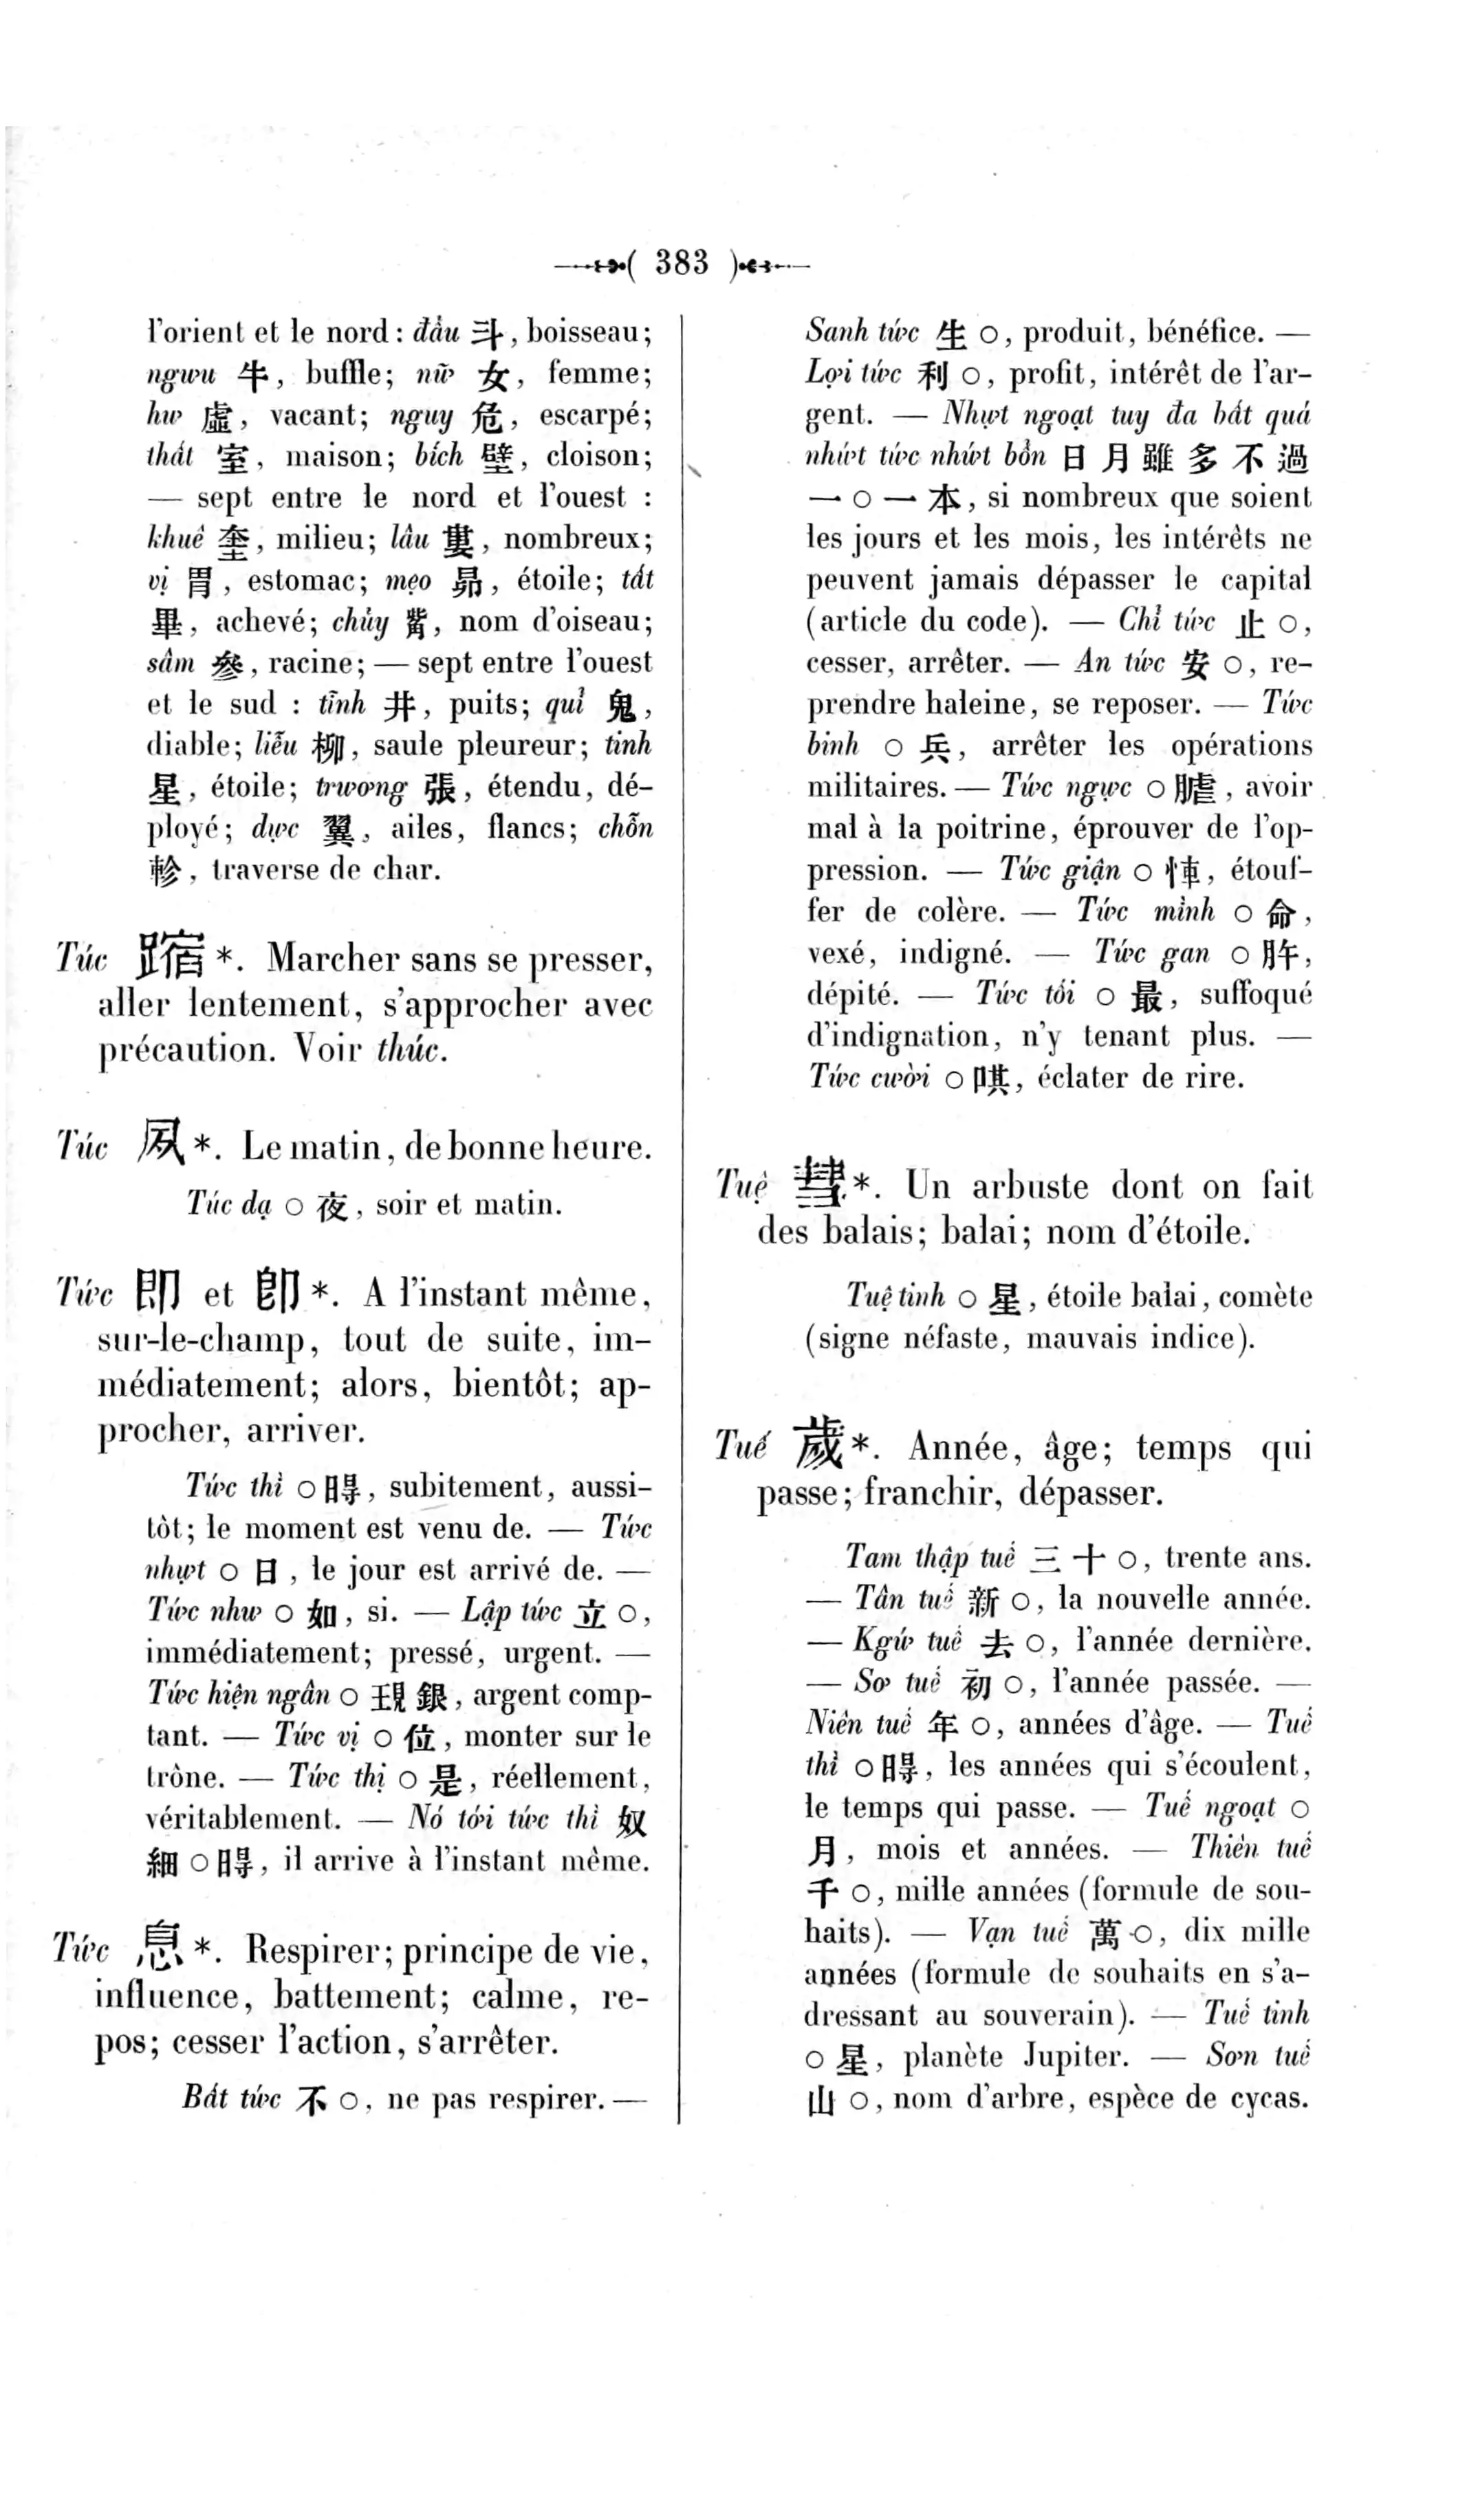 ( 383 )
l'orient et le nord : đẩu 斗, boisseau;
ngưu 牛, buffle; nữ 女, femme;
hư 虛, vacant; nguy 危, escarpé;
thất 室, maison; bích 壁, cloison;
— sept entre le nord et l'ouest :
khuê 奎, milieu; lâu 婁, nombreux;
vị 胃, estomac; mẹo 昴, étoile; tất
畢, achevé; chủy 觜, nom d'oiseau;
sâm 參, racine; — sept entre l'ouest
et le sud : tĩnh 井, puits; quỉ 鬼,
diable; liễu 柳, saule pleureur; tinh
星, étoile; trương 張, étendu, dé-
ployé; dực 翼, ailes, flancs; chỗn
軫, traverse de char.
Túc 蹜 *. Marcher sans se presser,
aller lentement, s'approcher avec
précaution. Voir thúc.
Túc 夙 *. Le matin, de bonne heure.
Túc dạ ○ 夜, soir et matin.
Tức 即 et 卽 *. A l'instant même,
sur-le-champ, tout de suite, im-
médiatement; alors, bientôt; ap-
procher, arriver.
Tức thì ○ 㝵, subitement, aussi-
tôt; le moment est venu de. — Tức
nhựt ○ 日, le jour est arrivé de. —
Tức như ○ 如, si. — Lập tức 立 ○,
immédiatement; pressé, urgent. —
Tức hiện ngân ○ 現 銀, argent comp-
tant. — Tức vị ○ 位, monter sur le
trône. — Tức thị ○ 是, réellement,
véritablement. — Nó tới tức thì 奴
細 ○ 㝵, il arrive à l'instant même.
Tức 息 *. Respirer; principe de vie,
influence, battement; calme, re-
pos; cesser l'action, s'arrêter.
Bất tức 不 ○, ne pas respirer. —
Sanh tức 生 ○, produit, bénéfice. —
Lợi tức 利 ○, profit, intérêt de l'ar-
gent. — Nhựt ngoạt tuy đa bất quá
nhứt tức nhứt bổn 日 月 雖 多 不 過
一 ○ 一 本, si nombreux que soient
les jours et les mois, les intérêts ne
peuvent jamais dépasser le capital
(article du code). — Chỉ tức 止 ○,
cesser, arrêter. — An tức 安 ○, re-
prendre haleine, se reposer. — Tức
binh ○ 兵, arrêter les opérations
militaires. — Tức ngực ○, avoir
mal à la poitrine, éprouver de l'op-
pression. — Tức giận ○, étouf-
fer de colère. — Tức mình ○ 命,
vexé, indigné. — Tức gan ○ 肝,
dépité. — Tức tối ○ 最, suffoqué
d'indignation, n'y tenant plus. —
Tức cười ○ 唭, éclater de rire.
Tuệ 彗 *. Un arbuste dont on fait
des balais; balai; nom d'étoile.
Tuệ tinh ○ 星, étoile balai, comète
(signe néfaste, mauvais indice).
Tuế 歲 *. Année, âge; temps qui
passe; franchir, dépasser.
Tam thập tuế 三 十 ○, trente ans.
— Tân tuế 新 ○, la nouvelle année.
— Kgứ tuế 去 ○, l'année dernière.
— Sơ tuế 初 ○, l'année passée. —
Niên tuế 年 ○, années d'âge. — Tuế
thì ○ 㝵, les années qui s'écoulent,
le temps qui passe. — Tuế ngoạt ○
月, mois et années. — Thiên tuế
千 ○, mille années (formule de sou-
haits). — Vạn tuế 萬 ○, dix mille
années (formule de souhaits en s'a-
dressant au souverain). — Tuế tinh
○ 星, planète Jupiter. — Sơn tuế
山 ○, nom d'arbre, espèce de cycas.